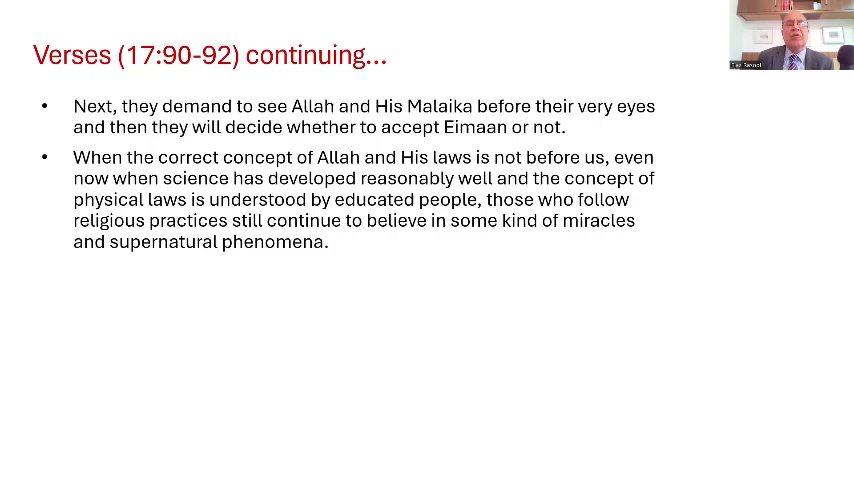 Verses (17:90-92) continuing...
• Next, they demand to see Allah and His Malaika before their very eyes
and then they will decide whether to accept Eimaan or not.
• When the correct concept of Allah and His laws is not before us, even
now when science has developed reasonably well and the concept of
physical laws is understood by educated people, those who follow
religious practices still continue to believe in some kind of miracles
and supernatural phenomena.